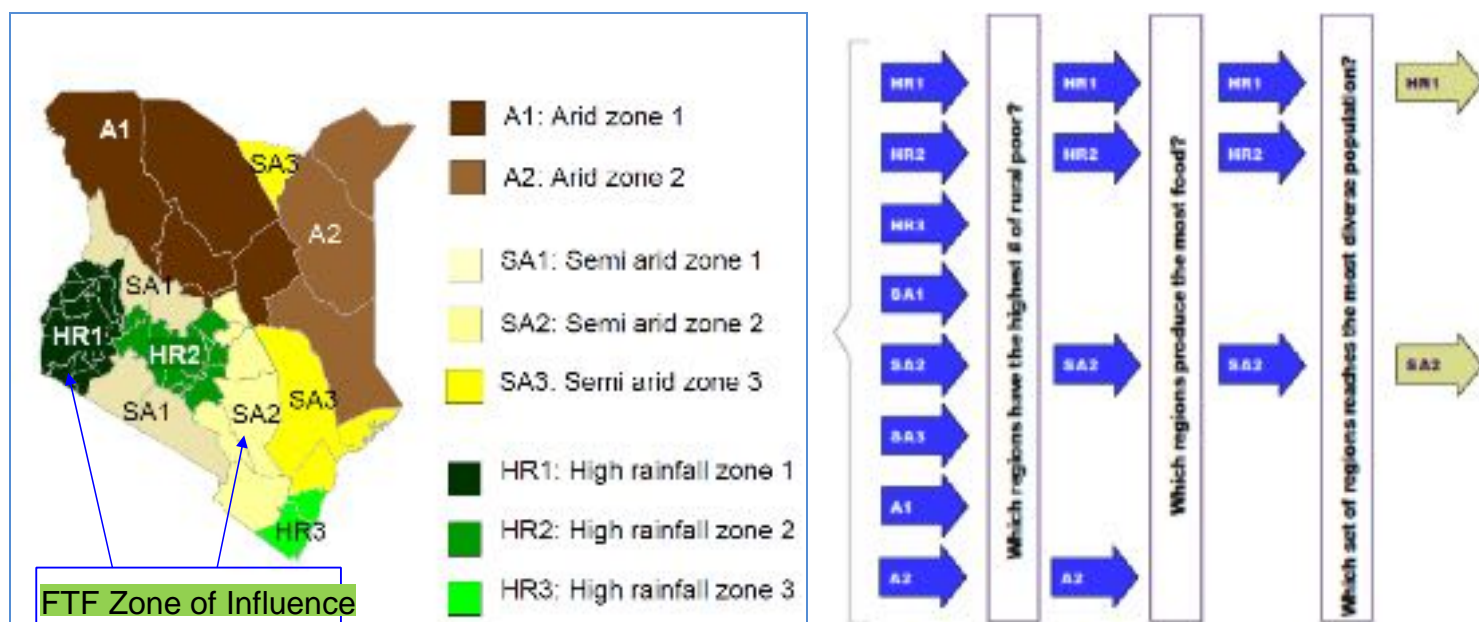 A1
SA3
A2
SA1
HR1
HR2
SA1
SA2
SA3
HR3
FTF Zone of Influence
A1: Arid zone 1
A2: Arid zone 2
SA1: Semi arid zone 1
SA2: Semi arid zone 2
SA3. Semi arid zone 3
HR1: High rainfall zone 1
HR2: High rainfall zone 2
HR3: High rainfall zone 3
HR1
HR2
HR3
SA1
SA2
SA3
A1
A2
Which regions have the highest # of rural poor?
HR1
HR2
SA2
A2
Which regions produce the most food?
HR1
HR2
SA2
Which set of regions reaches the most diverse population?
HR1
SA2